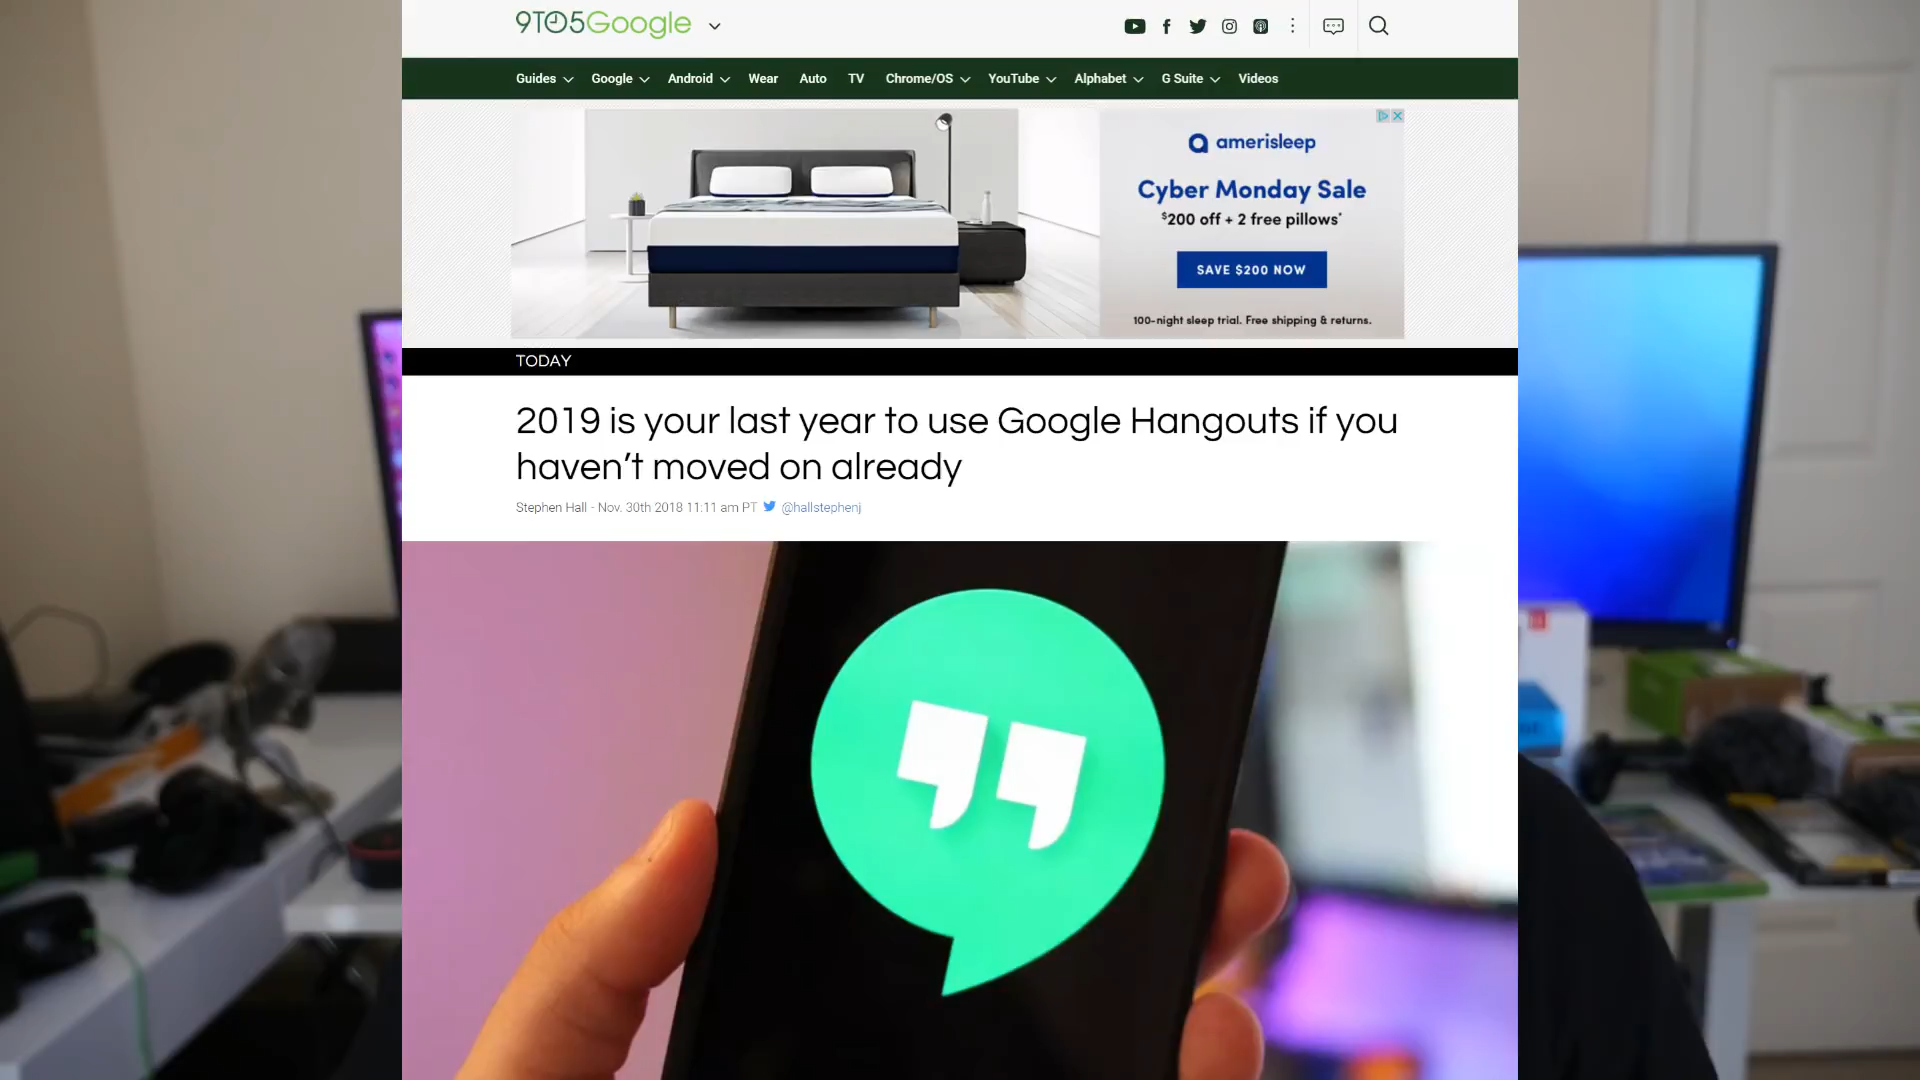 9TO5Google
Guides Google Android Wear Auto TV Chrome/OS YouTube Alphabet G Suite Videos
amerisleep
Cyber Monday Sale
$200 off + 2 free pillows*
SAVE $200 NOW
100-night sleep trial. Free shipping & returns.
TODAY
2019 is your last year to use Google Hangouts if you
haven’t moved on already
Stephen Hall - Nov. 30th 2018 11:11 am PT @hallstephenj